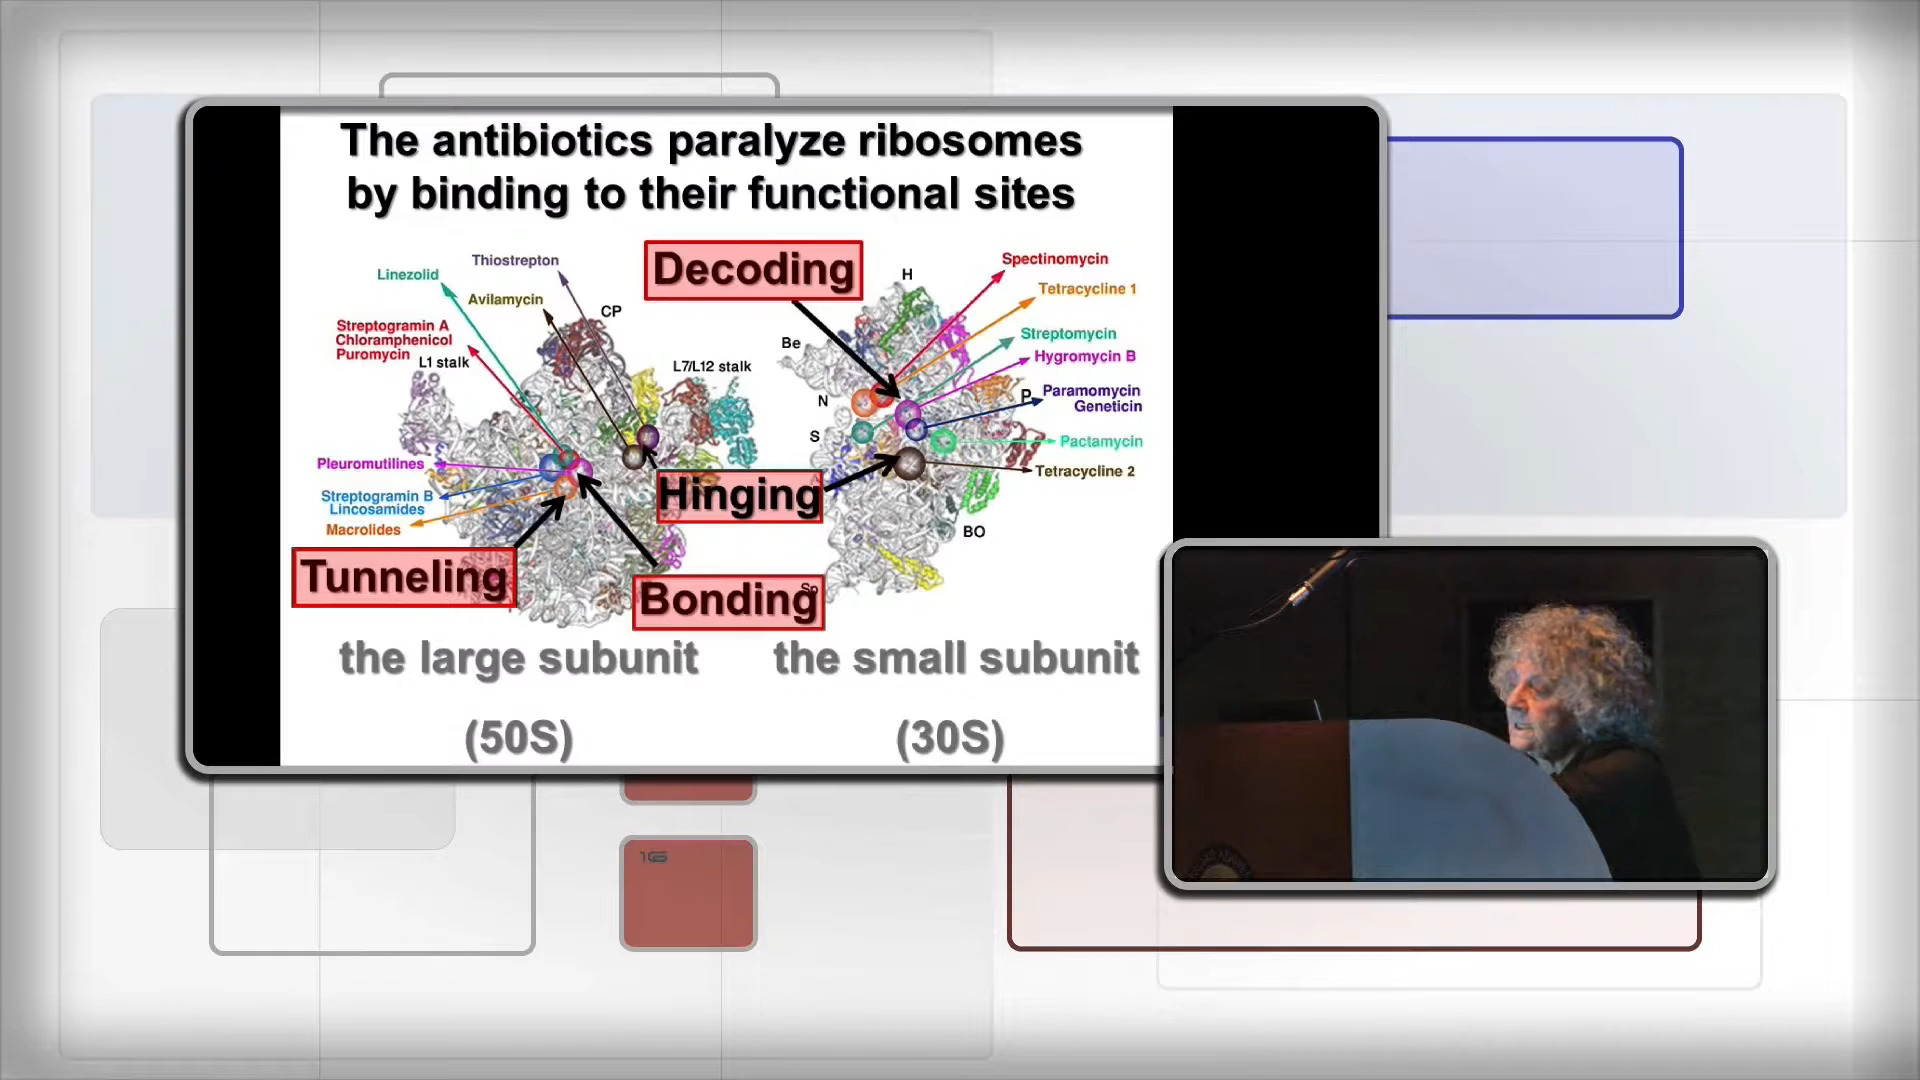 The antibiotics paralyze ribosomes
by binding to their functional sites
Decoding
Thiostrepton
Linezolid
Avilamycin
CP
Streptogramin A
Chloramphenicol
Puromycin
L1 stalk
L7/L12 stalk
Pleuromutilines
Streptogramin B
Lincosamides
Macrolides
Tunneling
Hinging
Bonding
H
Be
N
S
Spectinomycin
Tetracycline 1
Streptomycin
Hygromycin B
P
Paramomycin
Geneticin
Pactamycin
Tetracycline 2
BO
Sp
the large subunit
(50S)
the small subunit
(30S)